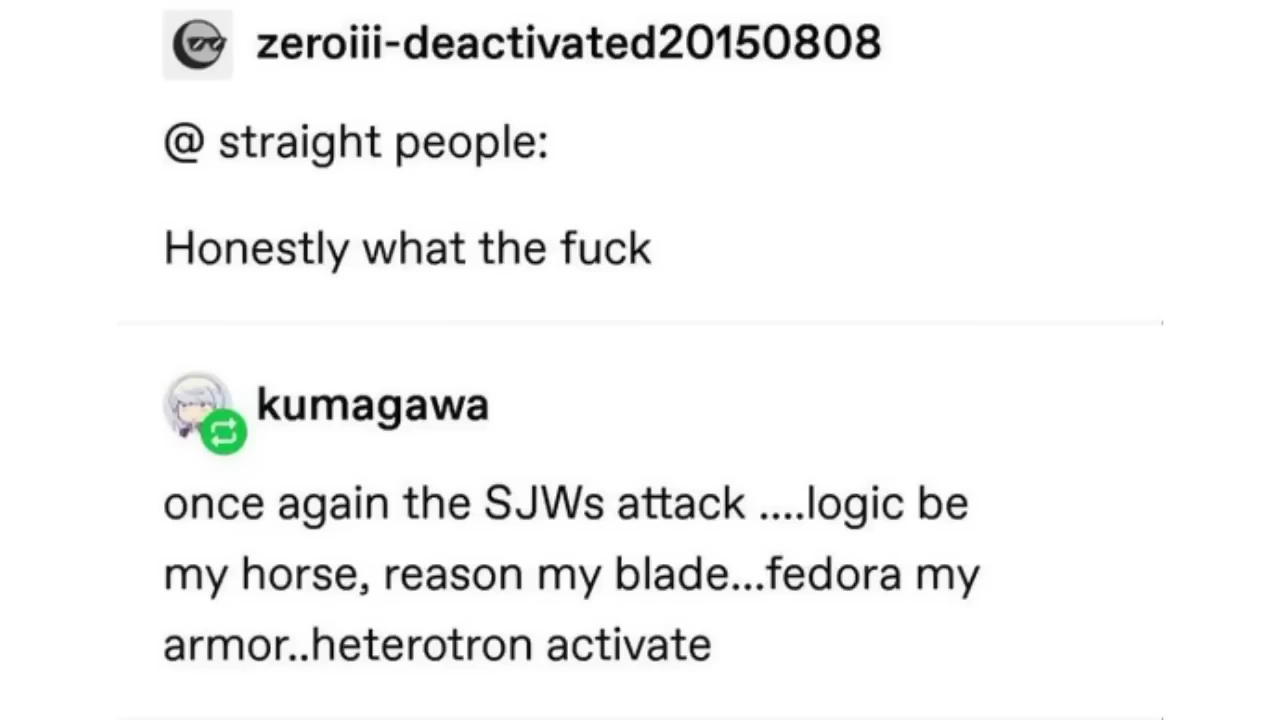 zeroiii-deactivated20150808
@ straight people:
Honestly what the fuck
kumagawa
once again the SJWs attack ....logic be
my horse, reason my blade...fedora my
armor..heterotron activate